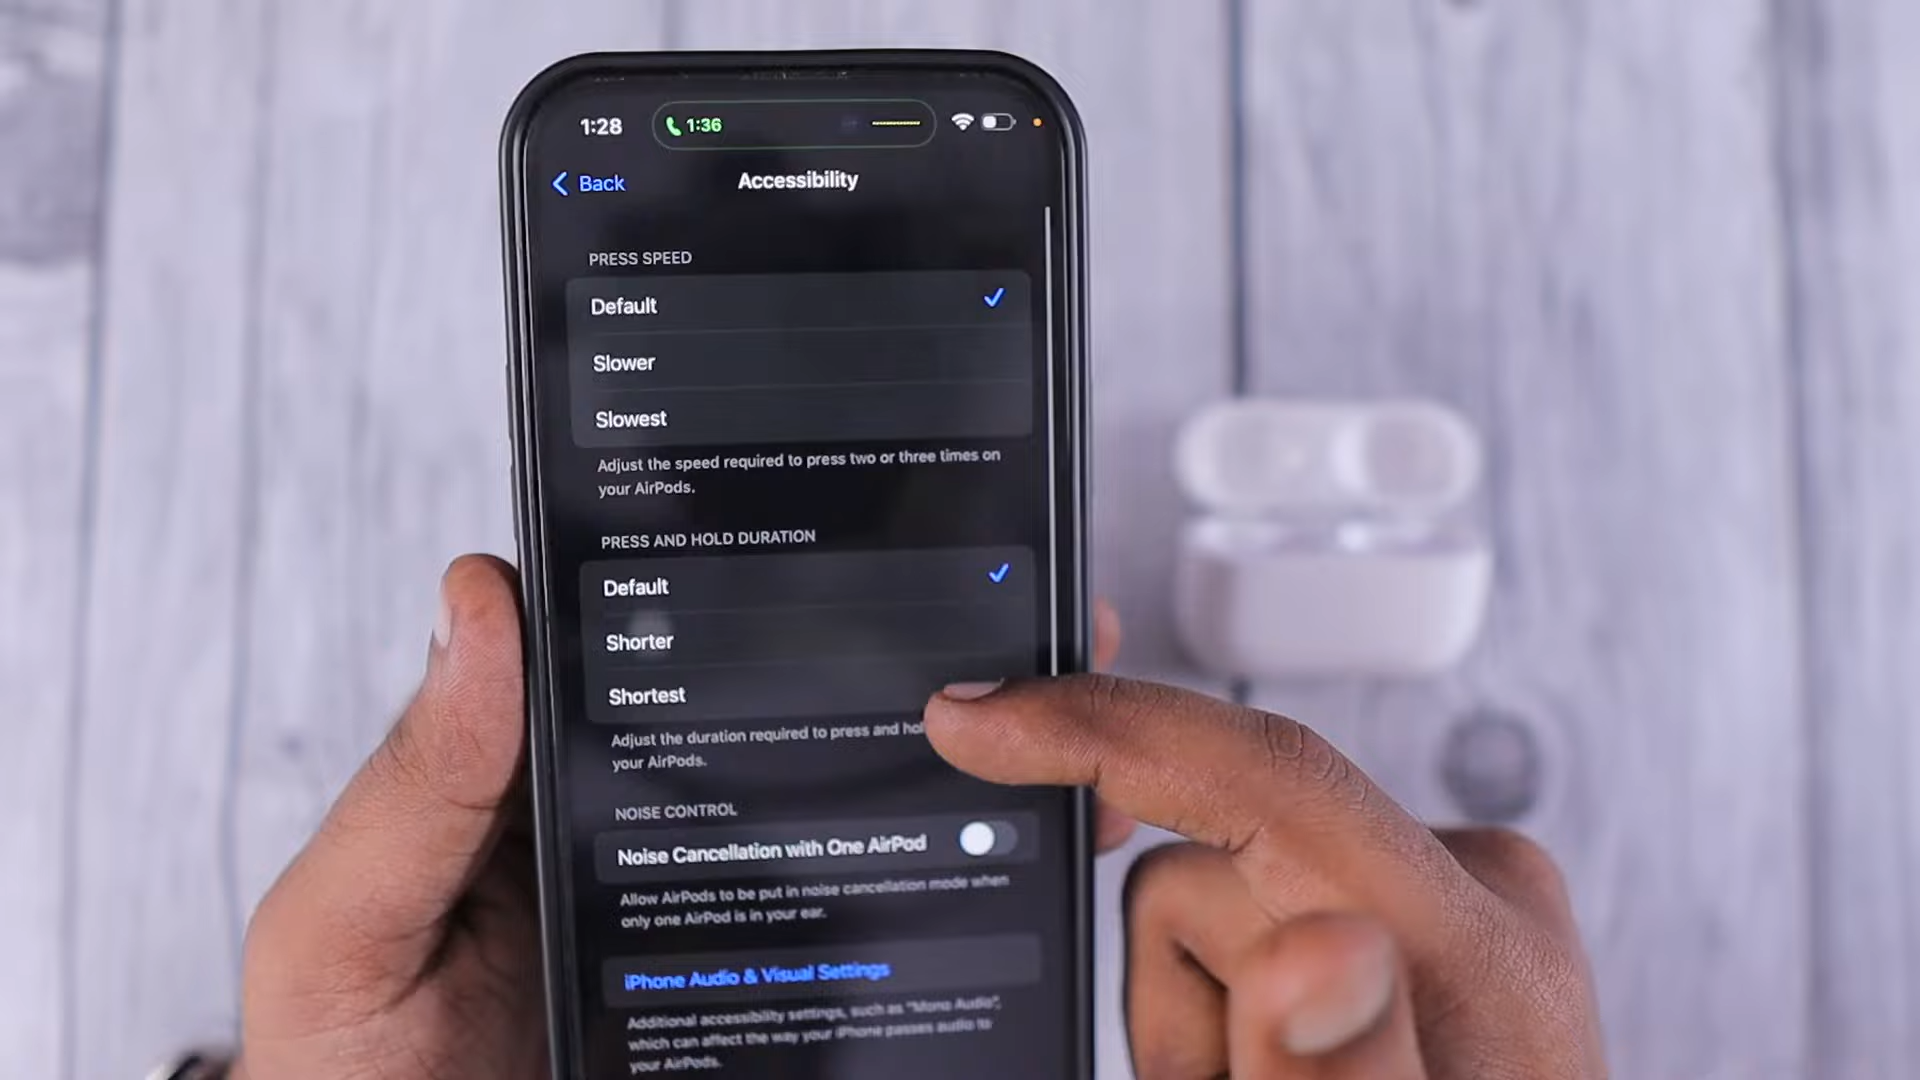 1:28
1:36
Back
Accessibility
PRESS SPEED
Default
Slower
Slowest
Adjust the speed required to press two or three times on
your AirPods.
PRESS AND HOLD DURATION
Default
Shorter
Shortest
Adjust the duration required to press and
your AirPods.
NOISE CONTROL
Noise Cancellation with One AirPod
Allow AirPods to be put in noise cancellation mode when
only one AirPod is in your ear.
iPhone Audio & Visual Settings
Additional accessibility settings, such as "Mono Audio",
which can affect the way your iPhone passes audio to
your AirPods.